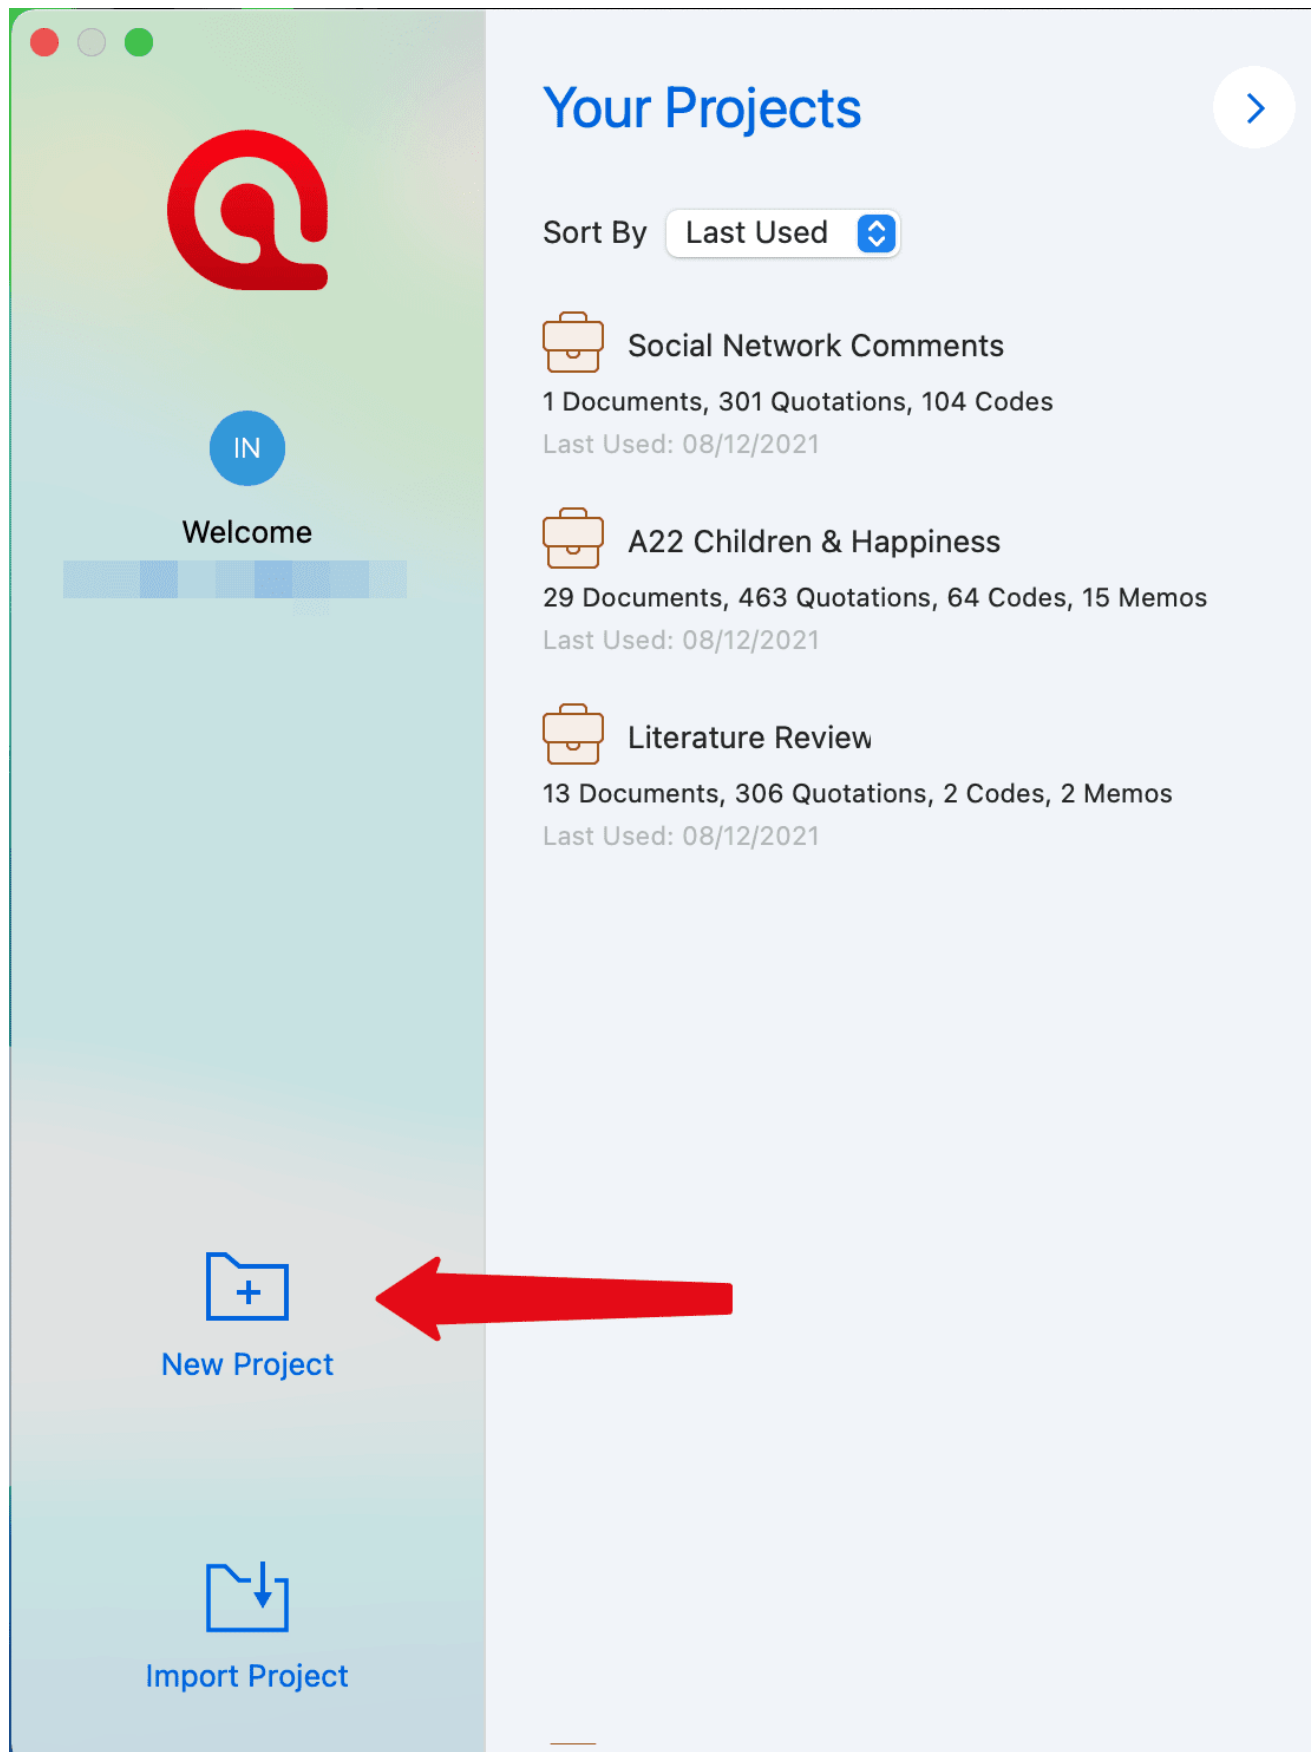 IN
Welcome
New Project
Import Project
Your Projects
Sort By Last Used
Social Network Comments
1 Documents, 301 Quotations, 104 Codes
Last Used: 08/12/2021
A22 Children & Happiness
29 Documents, 463 Quotations, 64 Codes, 15 Memos
Last Used: 08/12/2021
Literature Review
13 Documents, 306 Quotations, 2 Codes, 2 Memos
Last Used: 08/12/2021